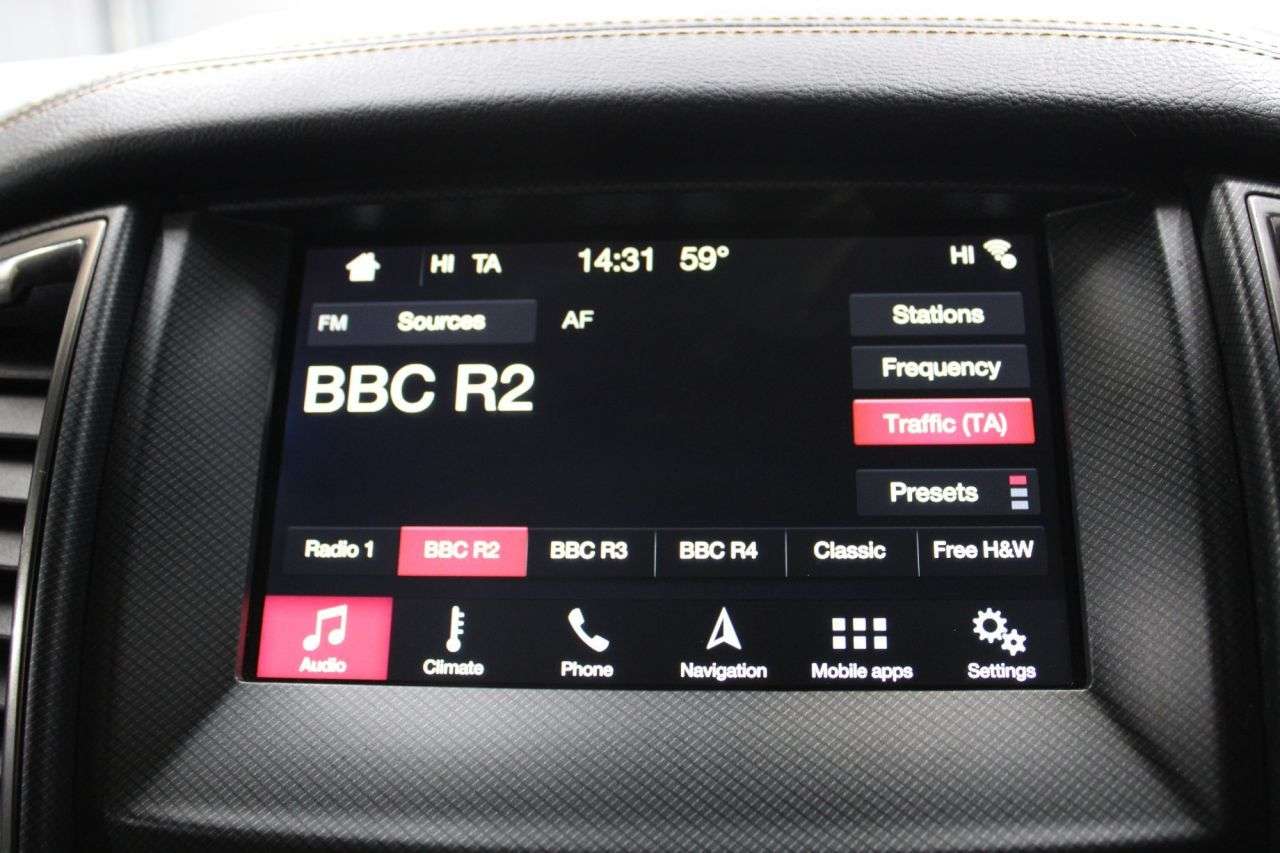 HI TA 14:31 59° HI
FM Sources AF Stations
BBC R2 Frequency
Traffic (TA)
Presets
Radio 1 BBC R2 BBC R3 BBC R4 Classic Free H&W
Audio Climate Phone Navigation Mobile apps Settings